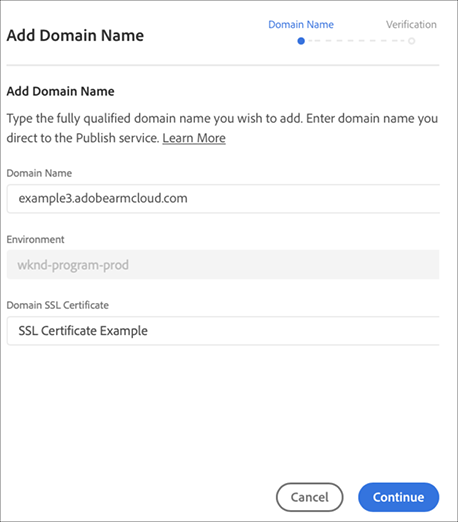 Add Domain Name
Domain Name
Verification
Add Domain Name
Type the fully qualified domain name you wish to add. Enter domain name you
direct to the Publish service. Learn More
Domain Name
example3.adobearmcloud.com
Environment
wknd-program-prod
Domain SSL Certificate
SSL Certificate Example
Cancel
Continue